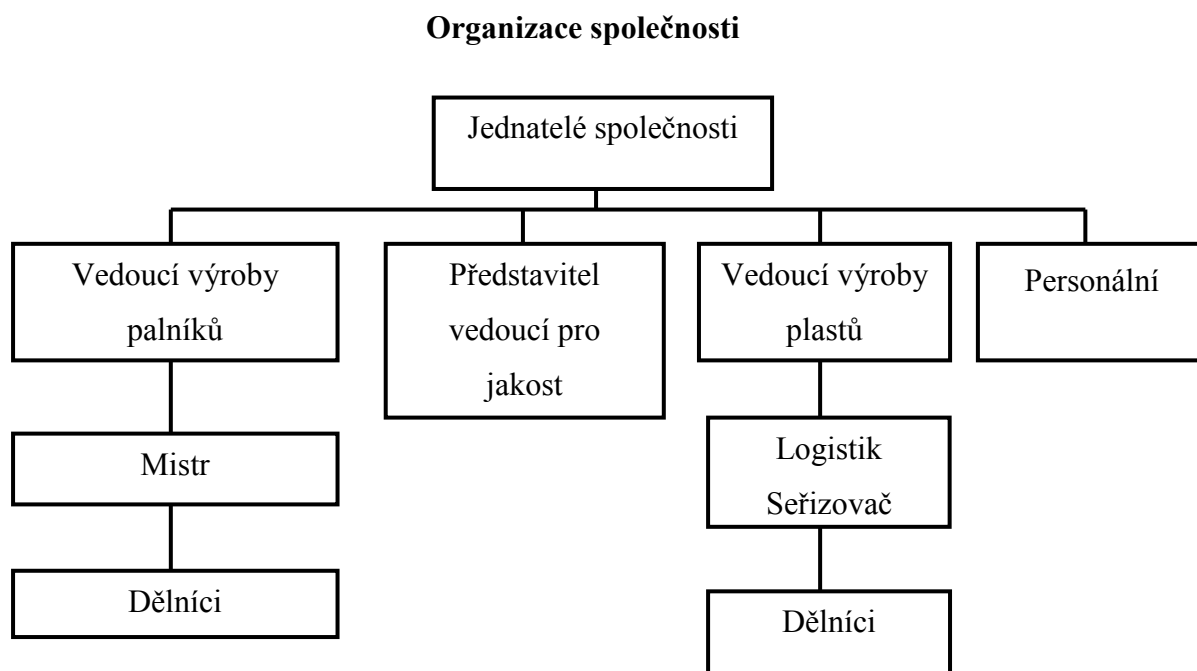 Organizace společnosti
Jednatelé společnosti
Vedoucí výroby
palníků
Představitel
vedoucí pro
jakost
Vedoucí výroby
plastů
Personální
Mistr
Logistik
Seřizovač
Dělníci
Dělníci